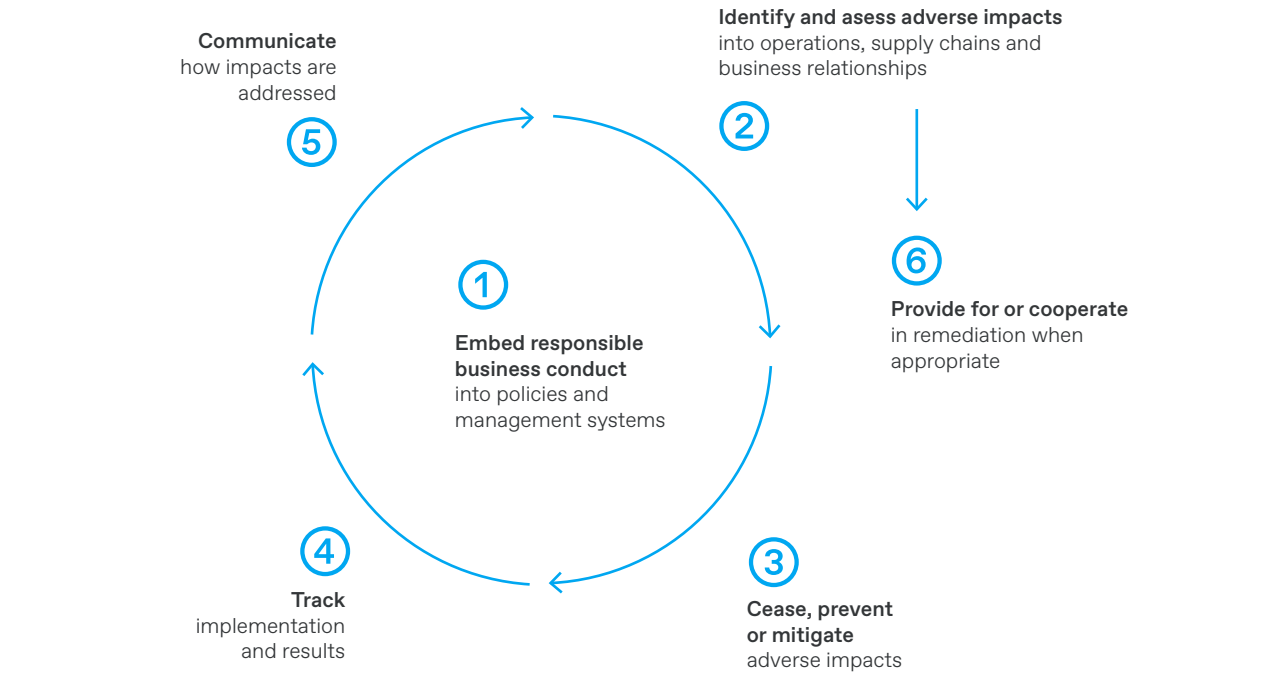 Communicate
how impacts are
addressed
5
Identify and asess adverse impacts
into operations, supply chains and
business relationships
2
6
Provide for or cooperate
in remediation when
appropriate
1
Embed responsible
business conduct
into policies and
management systems
4
Track
implementation
and results
3
Cease, prevent
or mitigate
adverse impacts